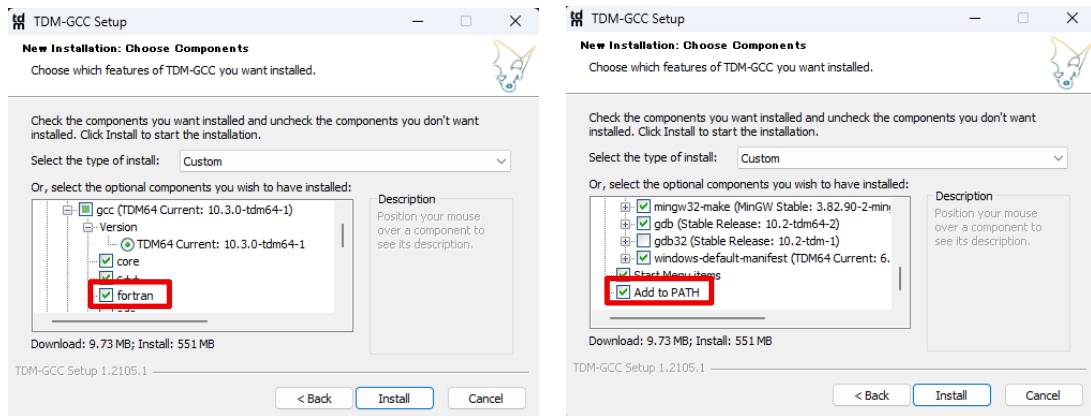 TDM-GCC Setup
New Installation: Choose Components
Choose which features of TDM-GCC you want installed.
Check the components you want installed and uncheck the components you don't want
installed. Click Install to start the installation.
Select the type of install:
Custom
Or, select the optional components you wish to have installed:
gcc (TDM64 Current: 10.3.0-tdm64-1)
Version
TDM64 Current: 10.3.0-tdm64-1
core
fortran
Description
Position your mouse
over a component to
see its description.
Download: 9.73 MB; Install: 551 MB
TDM-GCC Setup 1.2105.1
< Back
Install
Cancel
TDM-GCC Setup
New Installation: Choose Components
Choose which features of TDM-GCC you want installed.
Check the components you want installed and uncheck the components you don't want
installed. Click Install to start the installation.
Select the type of install:
Custom
Or, select the optional components you wish to have installed:
mingw32-make (MinGW Stable: 3.82.90-2-ming
gdb (Stable Release: 10.2-tdm64-2)
gdb32 (Stable Release: 10.2-tdm-1)
windows-default-manifest (TDM64 Current: 6.
Start Menu items
Add to PATH
Description
Position your mouse
over a component to
see its description.
Download: 9.73 MB; Install: 551 MB
TDM-GCC Setup 1.2105.1
< Back
Install
Cancel